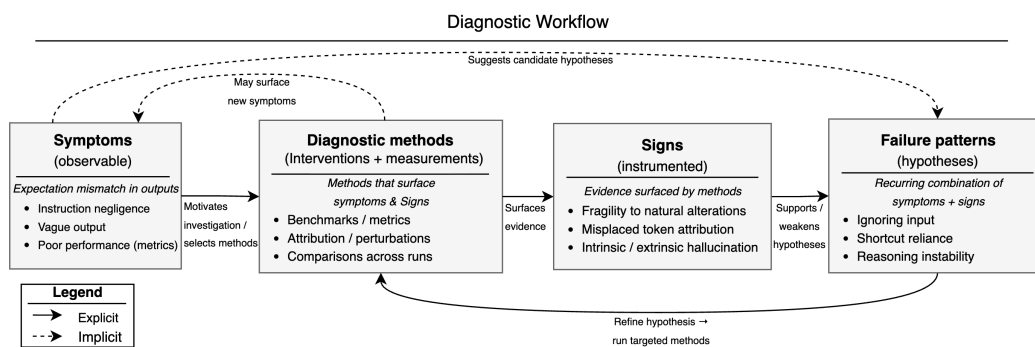 Diagnostic Workflow
Suggests candidate hypotheses
May surface
new symptoms
Symptoms
(observable)
Expectation mismatch in outputs
• Instruction negligence
• Vague output
• Poor performance (metrics)
Motivates
investigation /
selects methods
Diagnostic methods
(Interventions + measurements)
Methods that surface
symptoms & Signs
• Benchmarks / metrics
• Attribution / perturbations
• Comparisons across runs
Surfaces
evidence
Signs
(instrumented)
Evidence surfaced by methods
• Fragility to natural alterations
• Misplaced token attribution
• Intrinsic / extrinsic hallucination
Supports /
weakens
hypotheses
Failure patterns
(hypotheses)
Recurring combination of
symptoms + signs
• Ignoring input
• Shortcut reliance
• Reasoning instability
Refine hypothesis →
run targeted methods
Legend
Explicit
Implicit